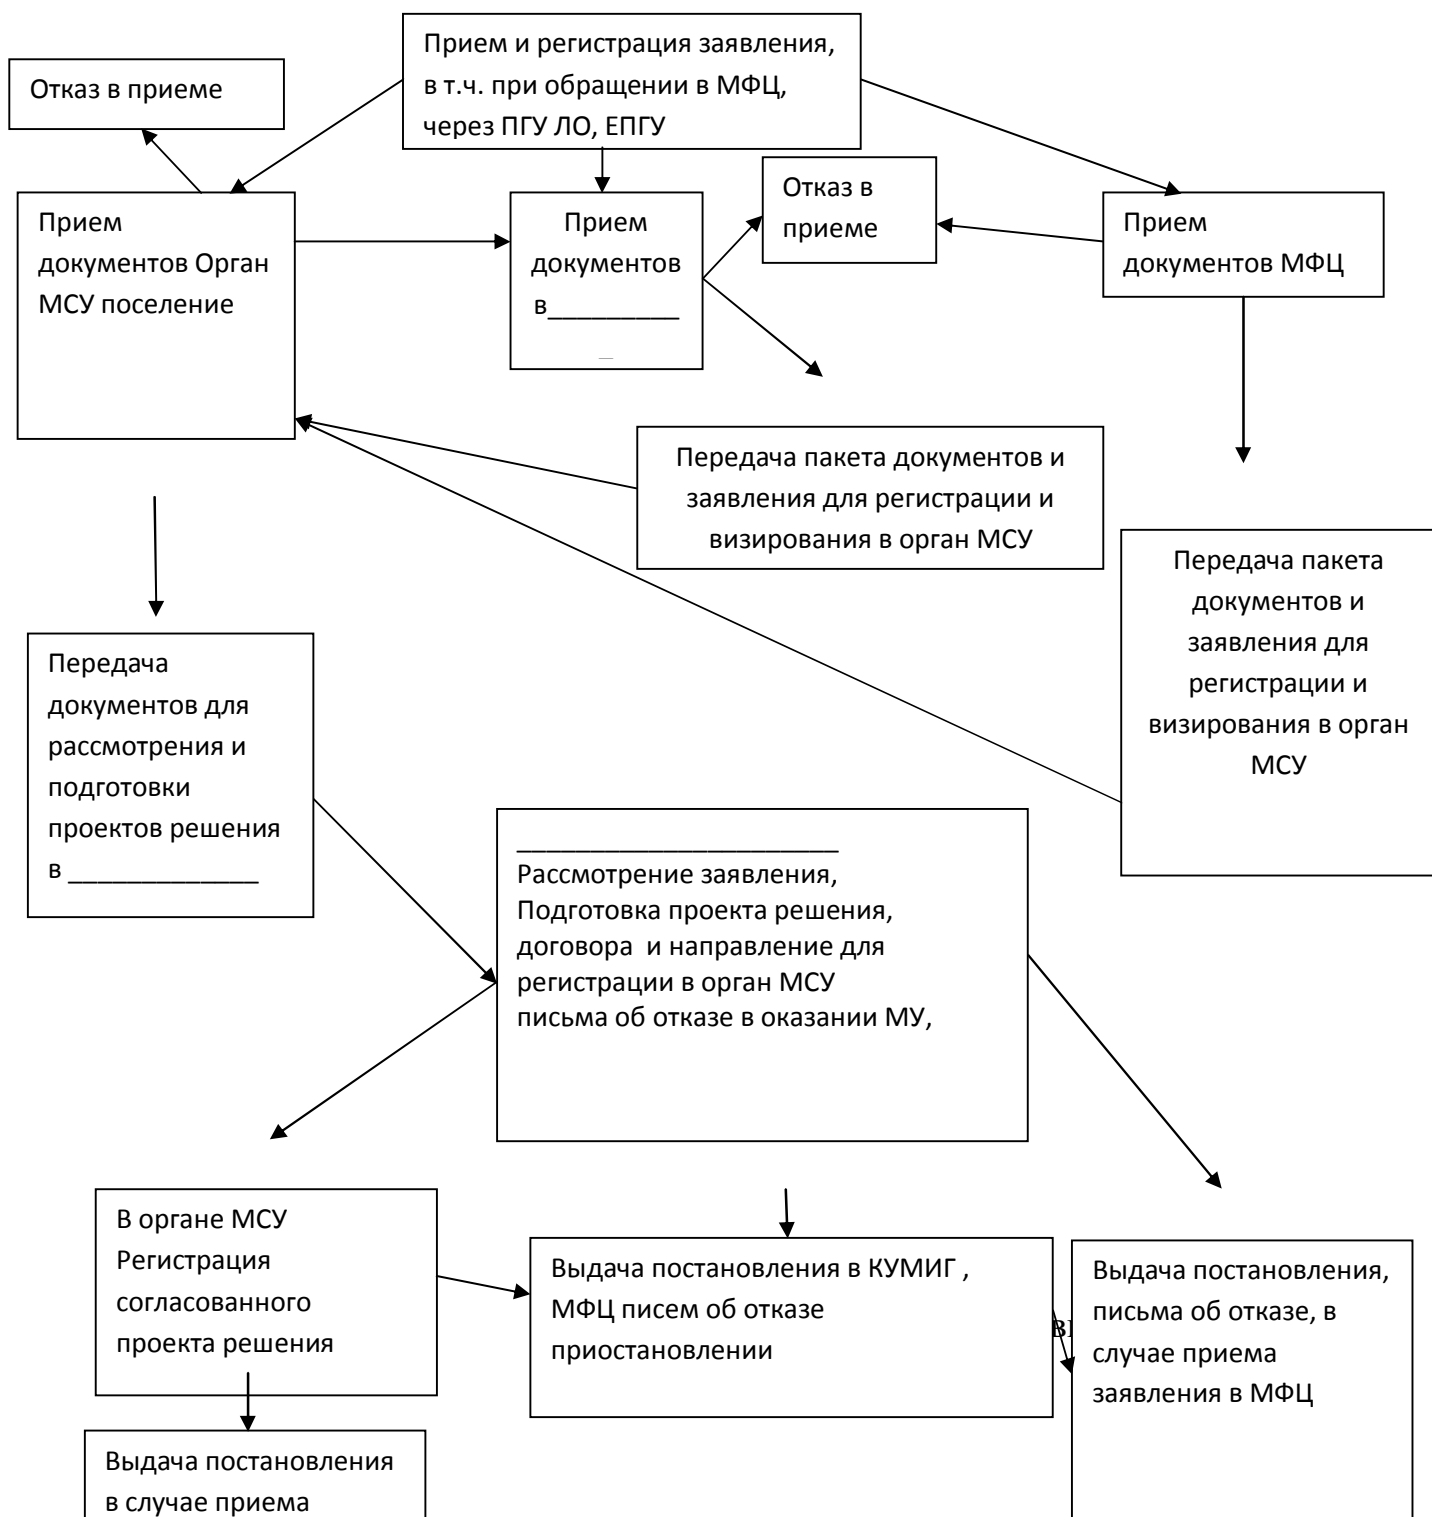 Прием и регистрация заявления,
в т.ч. при обращении в МФЦ,
через ПГУ ЛО, ЕПГУ
Отказ в приеме
Прием
документов Орган
МСУ поселение
Прием
документов
в_________
_
Отказ в
приеме
Прием
документов МФЦ
Передача пакета документов и
заявления для регистрации и
визирования в орган МСУ
Передача пакета
документов и
заявления для
регистрации и
визирования в орган
МСУ
Передача
документов для
рассмотрения и
подготовки
проектов решения
в _____________
______________________
Рассмотрение заявления,
Подготовка проекта решения,
договора  и направление для
регистрации в орган МСУ
письма об отказе в оказании МУ,
В органе МСУ
Регистрация
согласованного
проекта решения
Выдача постановления в КУМИГ ,
МФЦ писем об отказе
приостановлении
Выдача постановления,
письма об отказе, в
случае приема
заявления в МФЦ
Выдача постановления
в случае приема